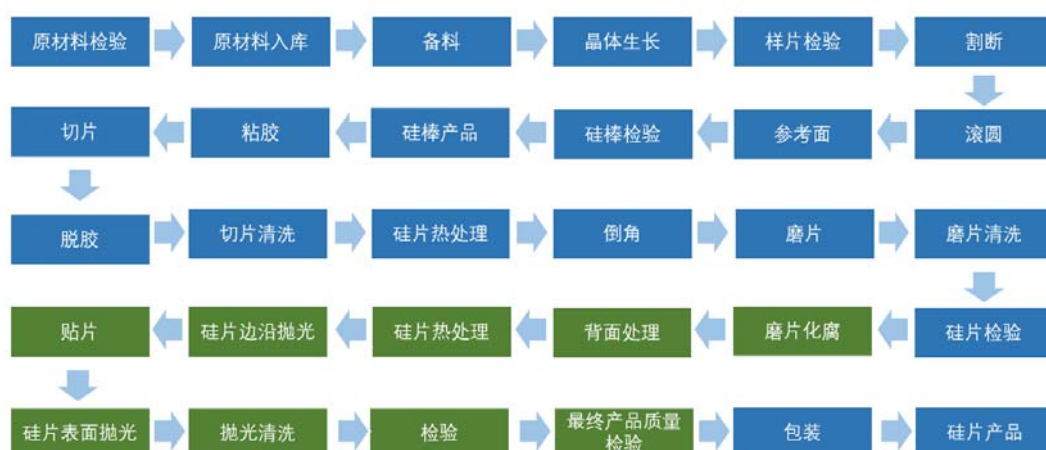 原材料检验
原材料入库
备料
晶体生长
样片检验
割断
切片
粘胶
硅棒产品
硅棒检验
参考面
滚圆
脱胶
切片清洗
硅片热处理
倒角
磨片
磨片清洗
贴片
硅片边沿抛光
硅片热处理
背面处理
磨片化腐
硅片检验
硅片表面抛光
抛光清洗
检验
最终产品质量
检验
包装
硅片产品